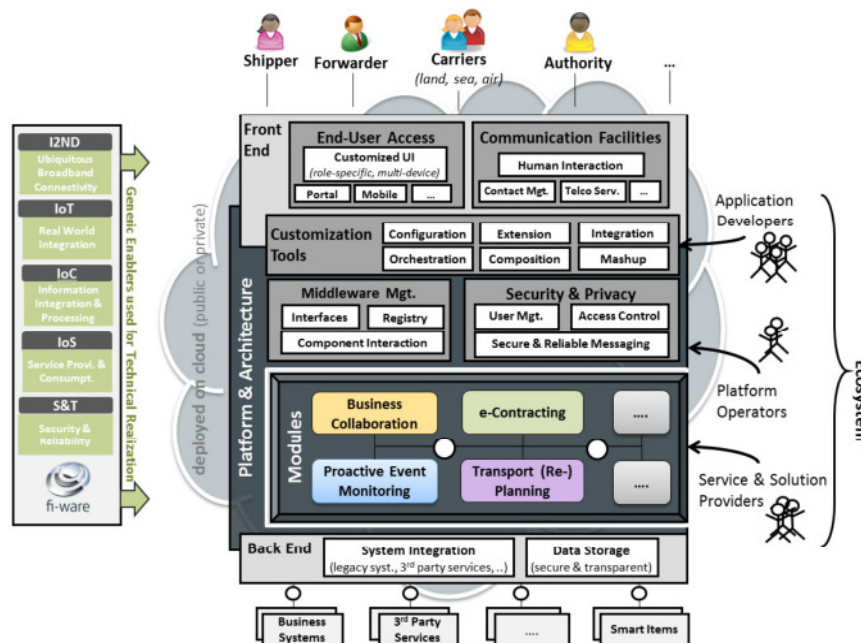 Shipper
Forwarder
Carriers
(land, sea, air)
Authority
...
I2ND
Ubiquitous
Broadband
Connectivity
IoT
Real World
Integration
IoC
Information
Integration &
Processing
IoS
Service Provi. &
Consumpt.
S&T
Security &
Reliability
fi-ware
Generic Enablers used for Technical Realization
deployed on cloud (public or private)
Platform & Architecture
Front
End
End-User Access
Customized UI
(role-specific, multi-device)
Portal
Mobile
...
Communication Facilities
Human Interaction
Contact Mgt.
Telco Serv.
...
Customization
Tools
Configuration
Extension
Integration
Orchestration
Composition
Mashup
Middleware Mgt.
Interfaces
Registry
Component Interaction
Security & Privacy
User Mgt.
Access Control
Secure & Reliable Messaging
Modules
Business
Collaboration
e-Contracting
....
Proactive Event
Monitoring
Transport (Re-)
Planning
....
Back End
System Integration
(legacy syst., 3rd party services, ..)
Data Storage
(secure & transparent)
Business
Systems
3rd Party
Services
....
Smart Items
Application
Developers
Platform
Operators
Service & Solution
Providers
Ecosystem